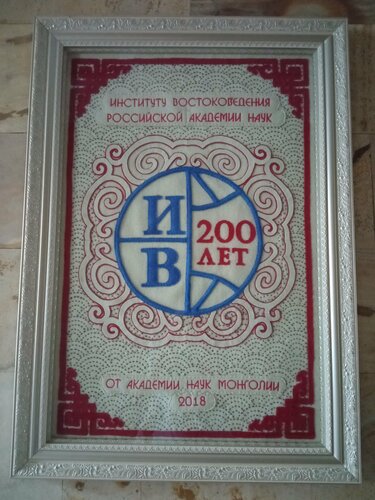 ИНСТИТУТУ ВОСТОКОВЕДЕНИЯ
РОССИЙСКОЙ АКАДЕМИИ НАУК
И
В
200
ЛЕТ
ОТ АКАДЕМИИ НАУК МОНГОЛИИ
2018